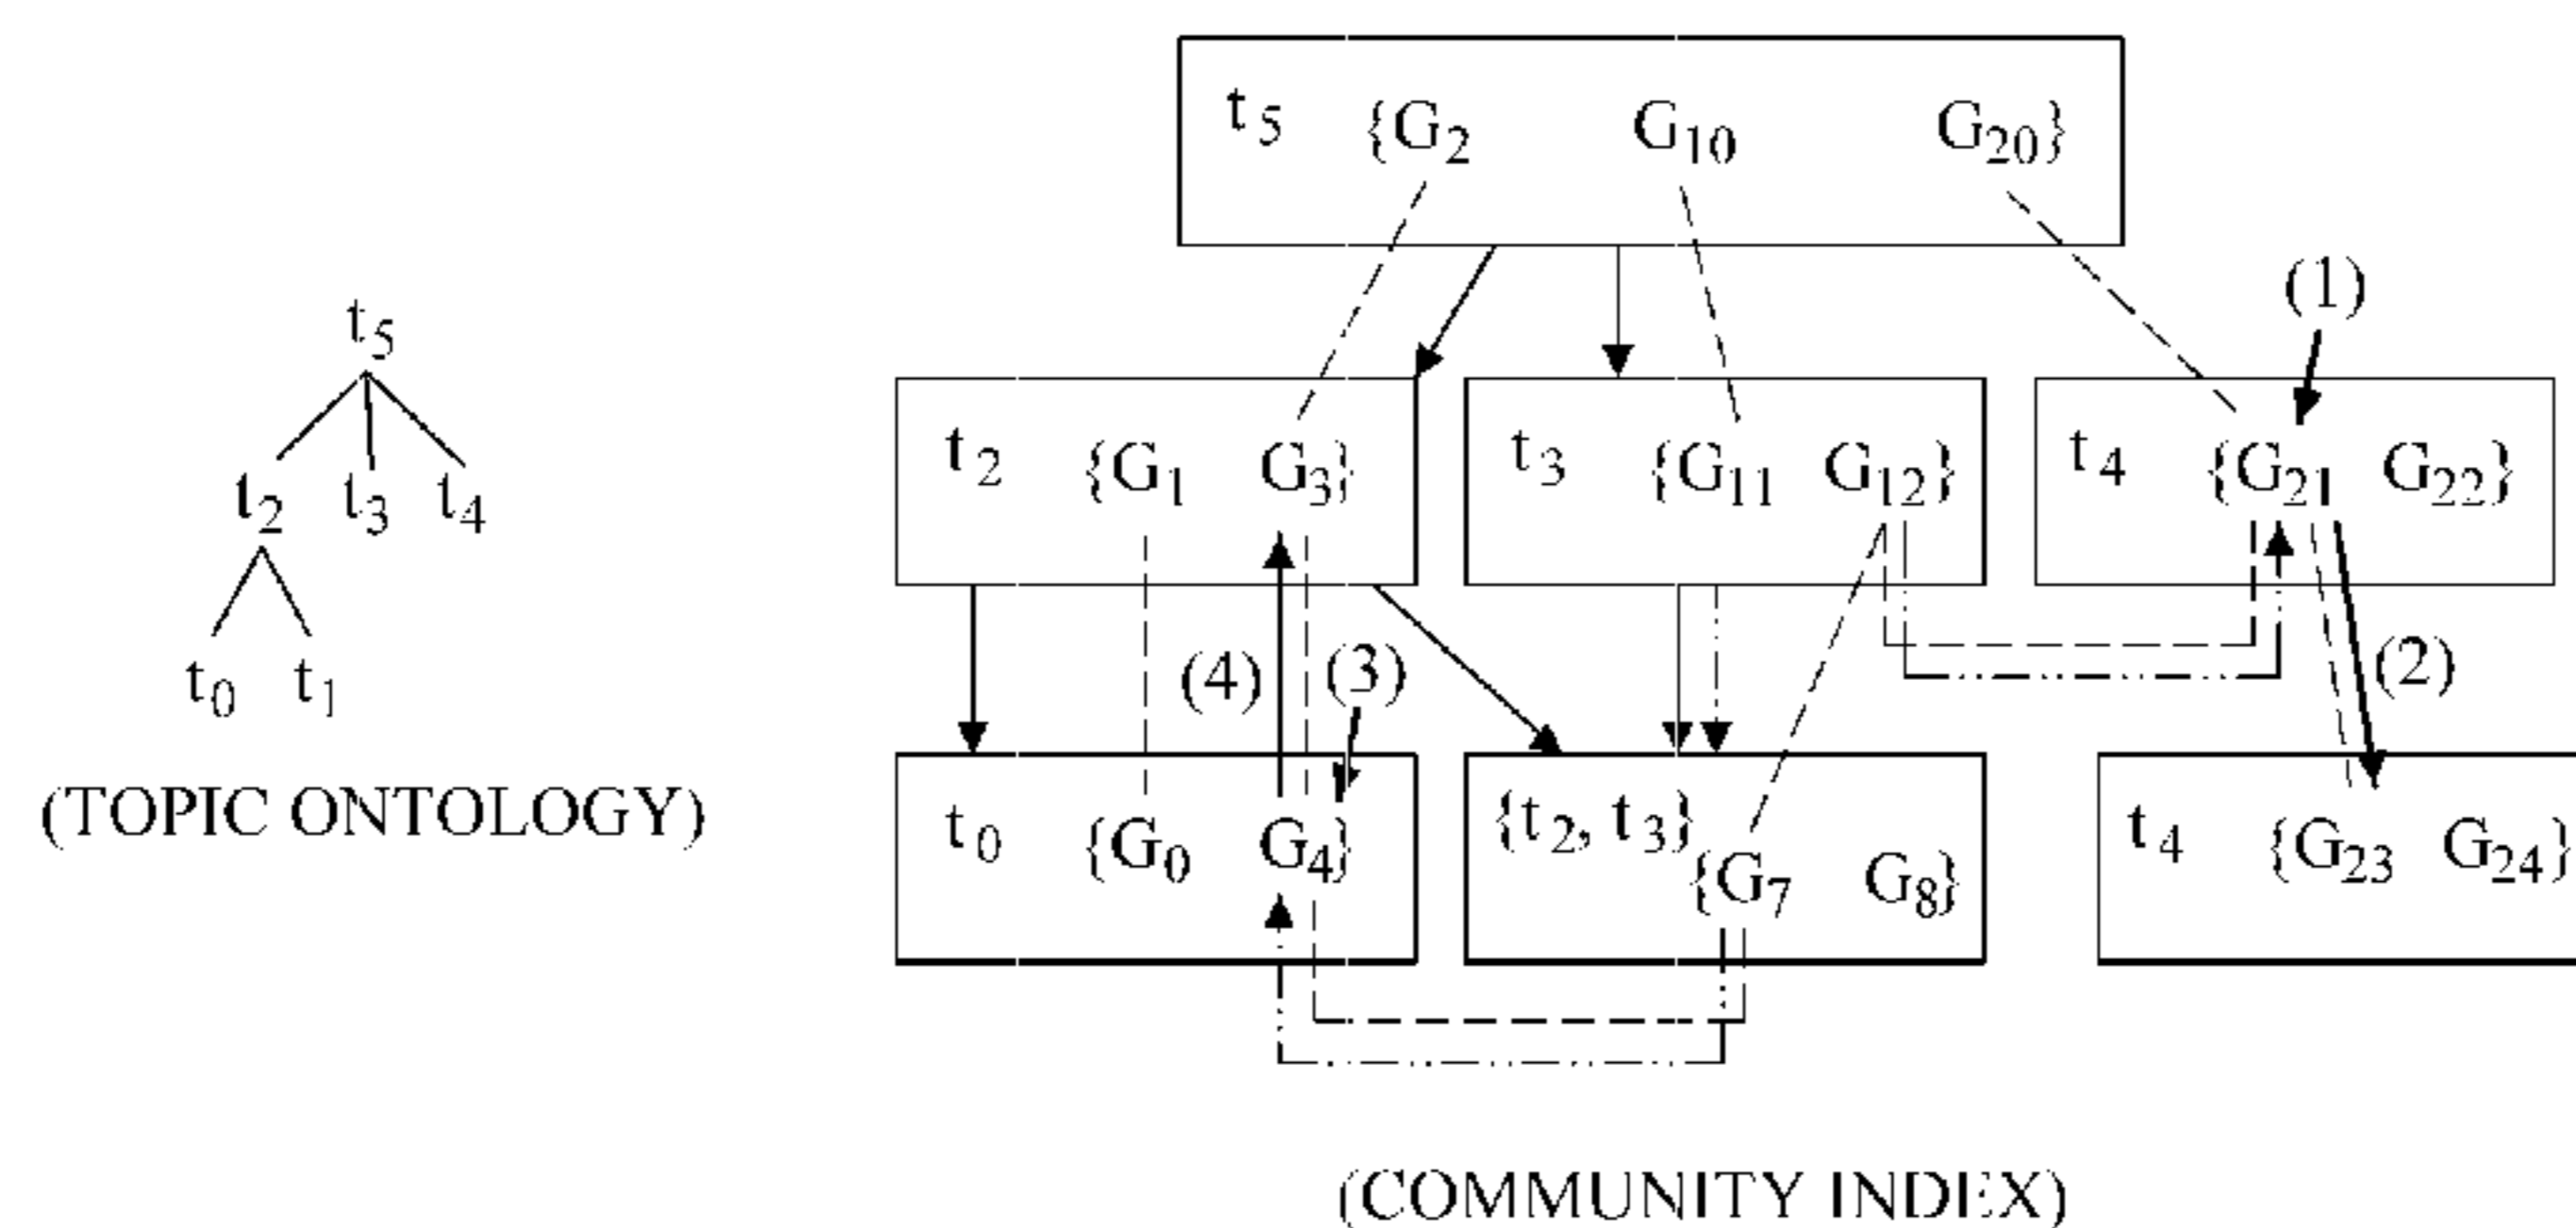 t5 {G2 G10 G20}
(1)
t5
t2 {G1 G3} t3 {G11 G12} t4 {G21 G22}
t2 t3 t4
t0 t1
(4) (3) (2)
(TOPIC ONTOLOGY)
t0 {G0 G4} {t2, t3} {G7 G8} t4 {G23 G24}
(COMMUNITY INDEX)